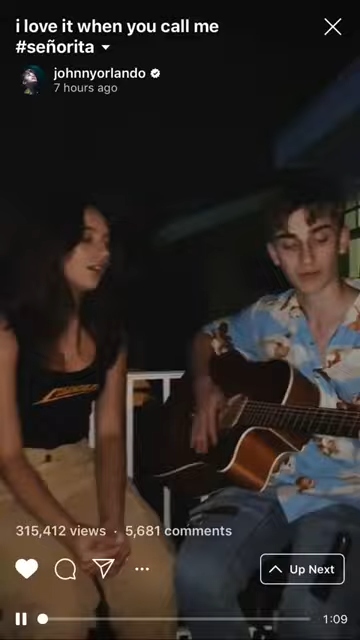 i love it when you call me
#señorita
johnnyorlando
7 hours ago
315,412 views · 5,681 comments
Up Next
1:09